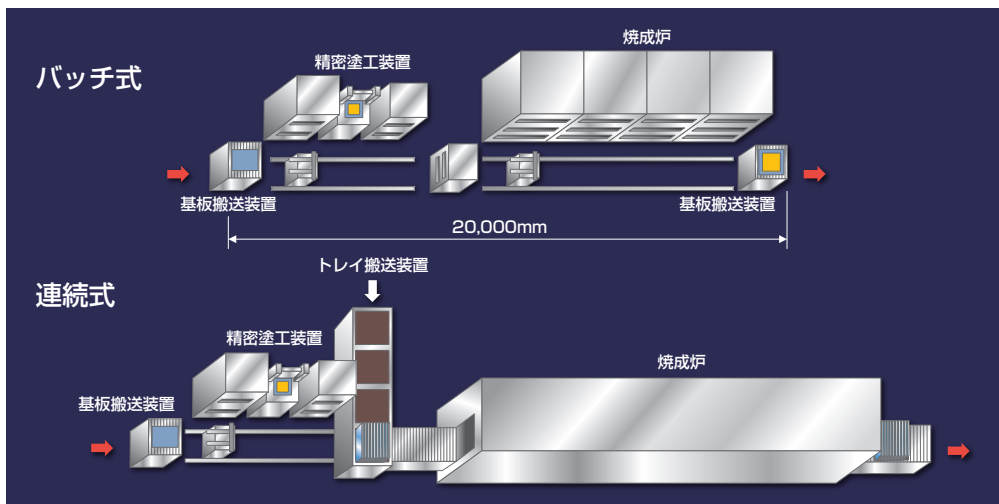 バッチ式
精密塗工装置
焼成炉
基板搬送装置
基板搬送装置
20,000mm
連続式
トレイ搬送装置
精密塗工装置
焼成炉
基板搬送装置